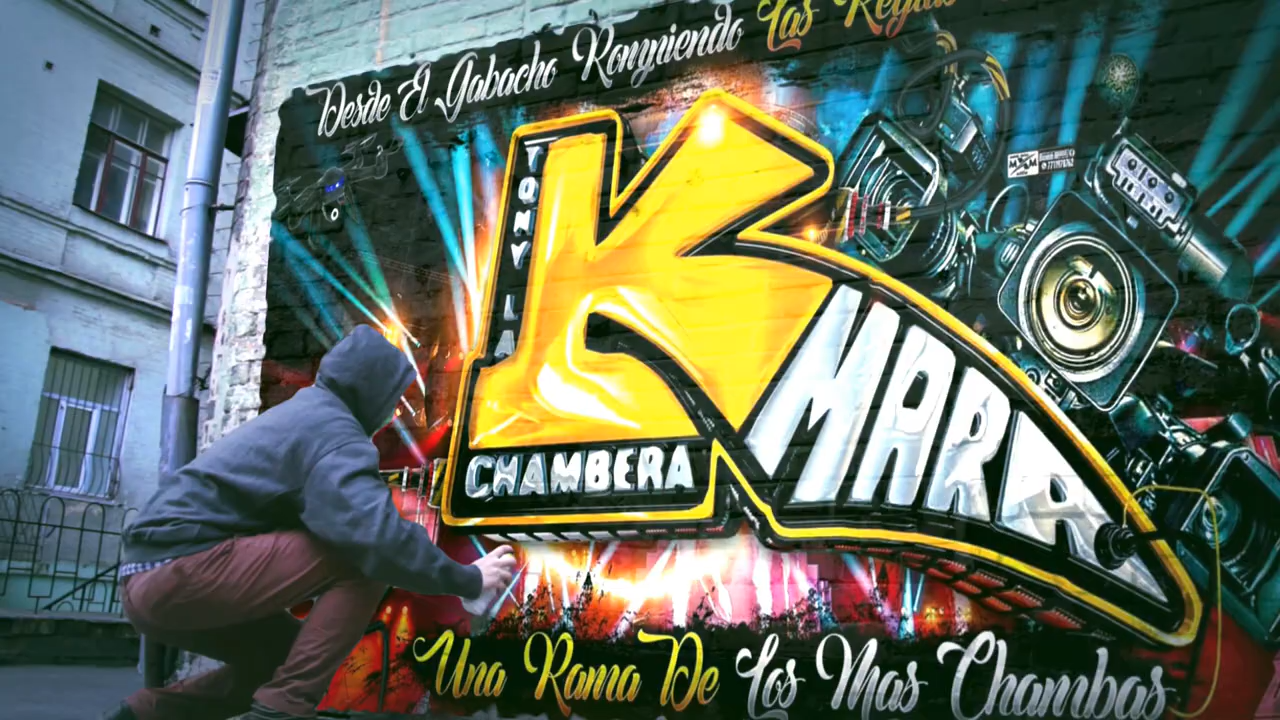 Desde El Gabacho Rompiendo Las Reglas
TONY LA
K
MARA
CHAMBERA
Una Rama De Los Mas Chambas